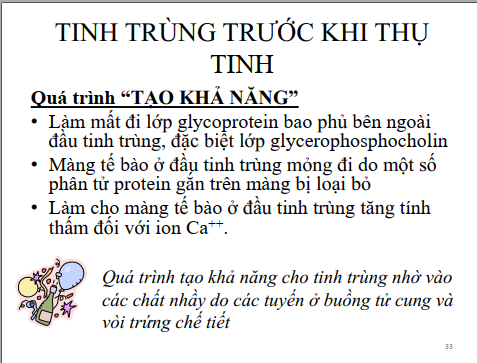 TINH TRÙNG TRƯỚC KHI THỤ
TINH
Quá trình “TẠO KHẢ NĂNG”
• Làm mất đi lớp glycoprotein bao phủ bên ngoài
đầu tinh trùng, đặc biệt lớp glycerophosphocholin
• Màng tế bào ở đầu tinh trùng mỏng đi do một số
phân tử protein gắn trên màng bị loại bỏ
• Làm cho màng tế bào ở đầu tinh trùng tăng tính
thấm đối với ion Ca⁺⁺.
Quá trình tạo khả năng cho tinh trùng nhờ vào
các chất nhầy do các tuyến ở buồng tử cung và
vòi trứng chế tiết
33